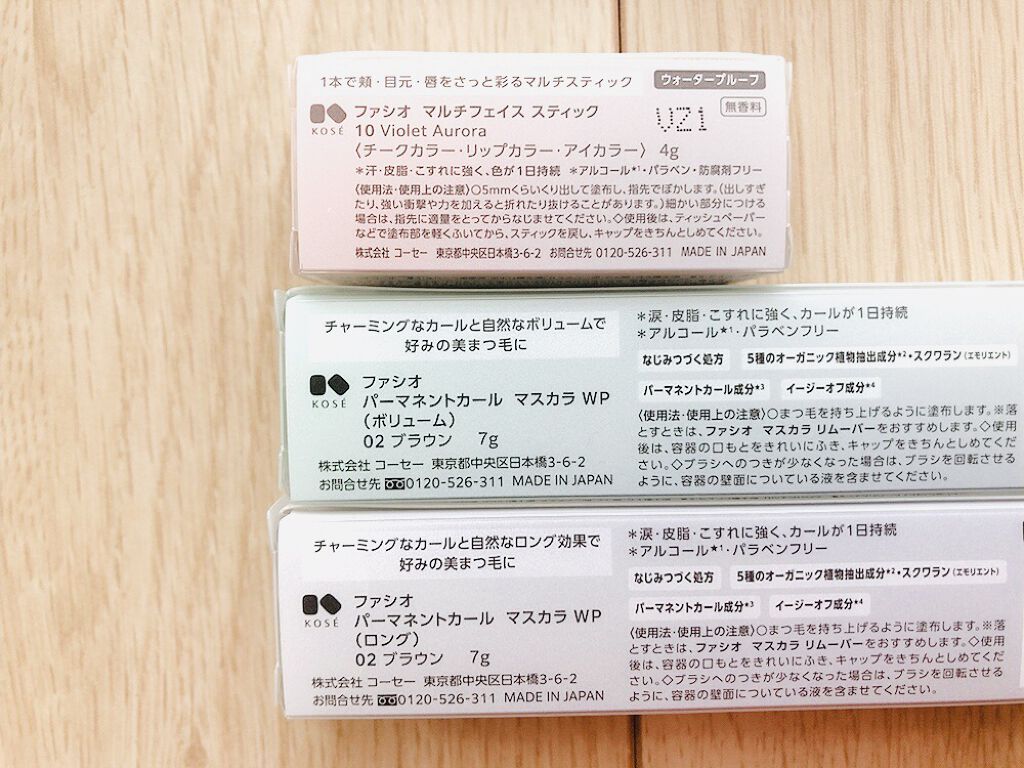 1本で頬・目元・唇をさっと彩るマルチスティック
ウォータープルーフ
KOSÉ
ファシオ マルチフェイス スティック
10 Violet Aurora
〈チークカラー・リップカラー・アイカラー〉 4g
VZ1
無香料
＊汗・皮脂・こすれに強く、色が1日持続 ＊アルコール★1・パラベン・防腐剤フリー
〈使用法・使用上の注意〉○5mmくらいくり出して塗布し、指先でぼかします。（出しすぎ
たり、強い衝撃や力を加えると折れたり抜けることがあります。）細かい部分につける
場合は、指先に適量をとってからなじませてください。◇使用後は、ティッシュペーパー
などで塗布部を軽くふいてから、スティックを戻し、キャップをきちんとしめてください。
株式会社 コーセー 東京都中央区日本橋3-6-2 お問合せ先 0120-526-311 MADE IN JAPAN
チャーミングなカールと自然なボリュームで
好みの美まつ毛に
KOSÉ
ファシオ
パーマネントカール マスカラ WP
（ボリューム）
02 ブラウン 7g
株式会社 コーセー 東京都中央区日本橋3-6-2
お問合せ先 0120-526-311 MADE IN JAPAN
＊涙・皮脂・こすれに強く、カールが1日持続
＊アルコール★1・パラベンフリー
なじみつづく処方 5種のオーガニック植物抽出成分★2・スクワラン（エモリエント）
パーマネントカール成分★3 イージーオフ成分★4
〈使用法・使用上の注意〉○まつ毛を持ち上げるように塗布します。※落
とすときは、ファシオ マスカラ リムーバーをおすすめします。◇使用
後は、容器の口もとをきれいにふき、キャップをきちんとしめてくだ
さい。◇ブラシへのつきが少なくなった場合は、ブラシを回転させる
ように、容器の壁面についている液を含ませてください。
チャーミングなカールと自然なロング効果で
好みの美まつ毛に
KOSÉ
ファシオ
パーマネントカール マスカラ WP
（ロング）
02 ブラウン 7g
株式会社 コーセー 東京都中央区日本橋3-6-2
お問合せ先 0120-526-311 MADE IN JAPAN
＊涙・皮脂・こすれに強く、カールが1日持続
＊アルコール★1・パラベンフリー
なじみつづく処方 5種のオーガニック植物抽出成分★2・スクワラン（エモリエント）
パーマネントカール成分★3 イージーオフ成分★4
〈使用法・使用上の注意〉○まつ毛を持ち上げるように塗布します。※落
とすときは、ファシオ マスカラ リムーバーをおすすめします。◇使用
後は、容器の口もとをきれいにふき、キャップをきちんとしめてくだ
さい。◇ブラシへのつきが少なくなった場合は、ブラシを回転させる
ように、容器の壁面についている液を含ませてください。